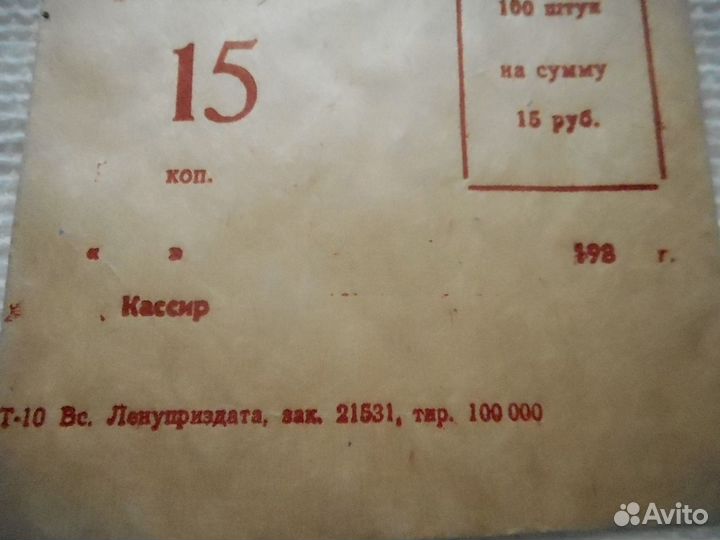 100 штук
15
на сумму
15 руб.
коп.
« » 198 г.
Кассир
Т-10 Вс. Ленуприздата, зак. 21531, тир. 100 000
Avito